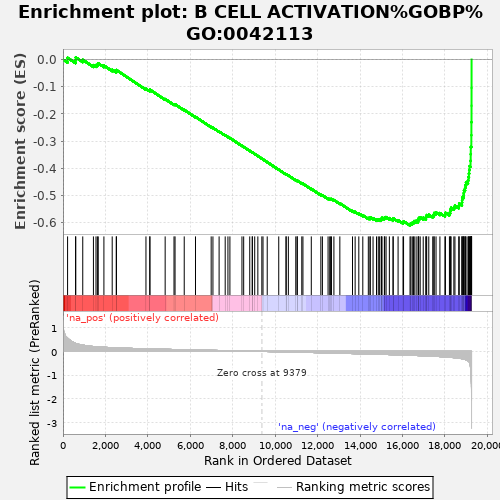 Enrichment plot: B CELL ACTIVATION%GOBP%
GO:0042113
Enrichment score (ES)
0.0
-0.1
-0.2
-0.3
-0.4
-0.5
-0.6
'na_pos' (positively correlated)
Ranked list metric (PreRanked)
1
0
-1
-2
-3
Zero cross at 9379
'na_neg' (negatively correlated)
0
2,000
4,000
6,000
8,000
10,000
12,000
14,000
16,000
18,000
20,000
Rank in Ordered Dataset
Enrichment profile
Hits
Ranking metric scores